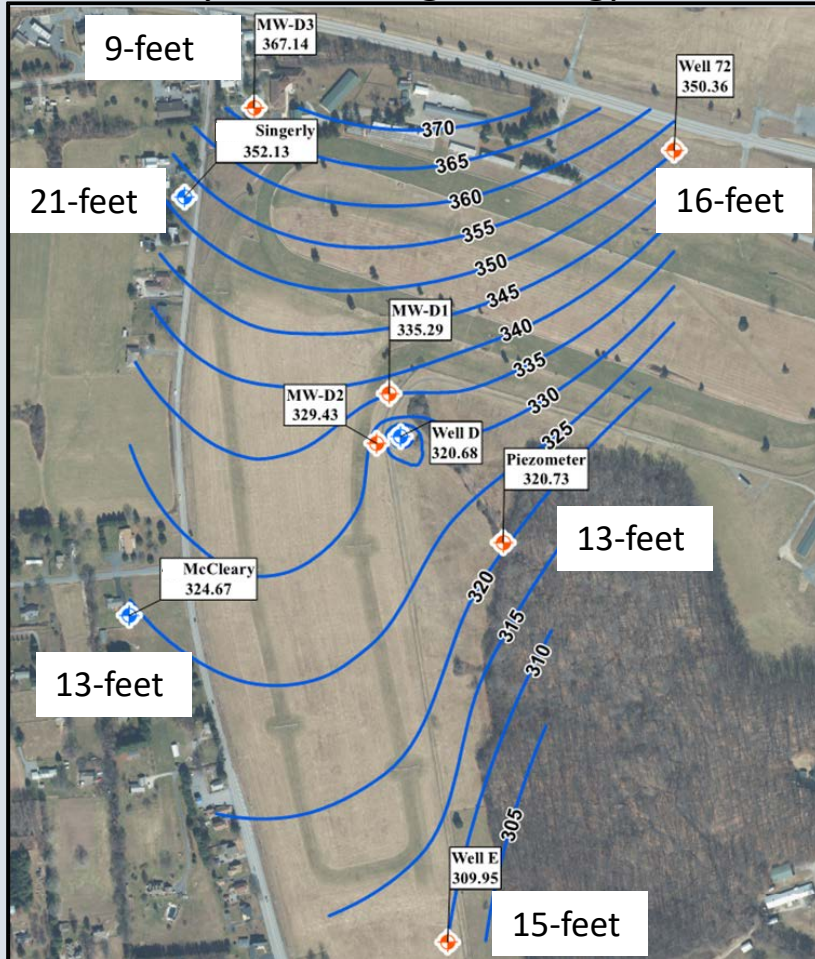 9-feet
MW-D3
367.14
Well 72
350.36
Singerly
352.13
370
365
21-feet
360
16-feet
355
350
345
MW-D1
335.29
340
335
MW-D2
329.43
330
Well D
320.68
325
Piezometer
320.73
13-feet
McCleary
324.67
320
315
310
13-feet
305
Well E
309.95
15-feet